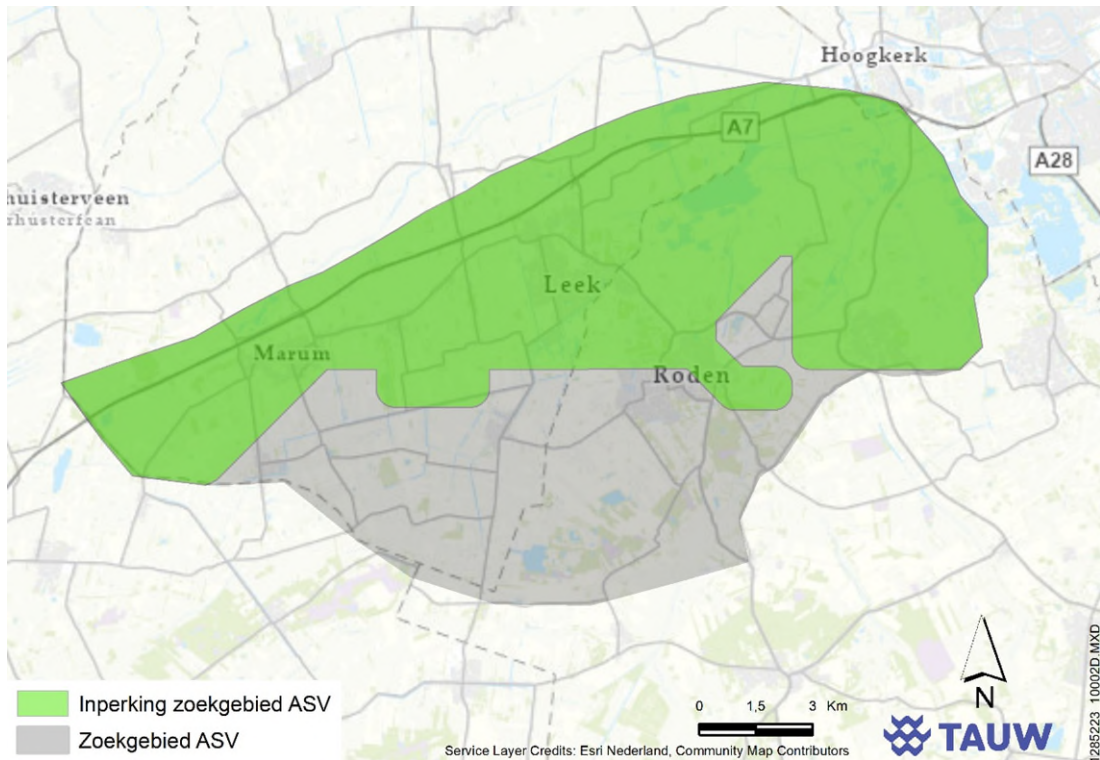 Hoogkerk
A7
A28
huisterveen
rhusterfean
Leek
Marum
Roden
Inperking zoekgebied ASV
Zoekgebied ASV
0 1,5 3 Km
Service Layer Credits: Esri Nederland, Community Map Contributors
N
TAUW
1285223_10002D.MXD